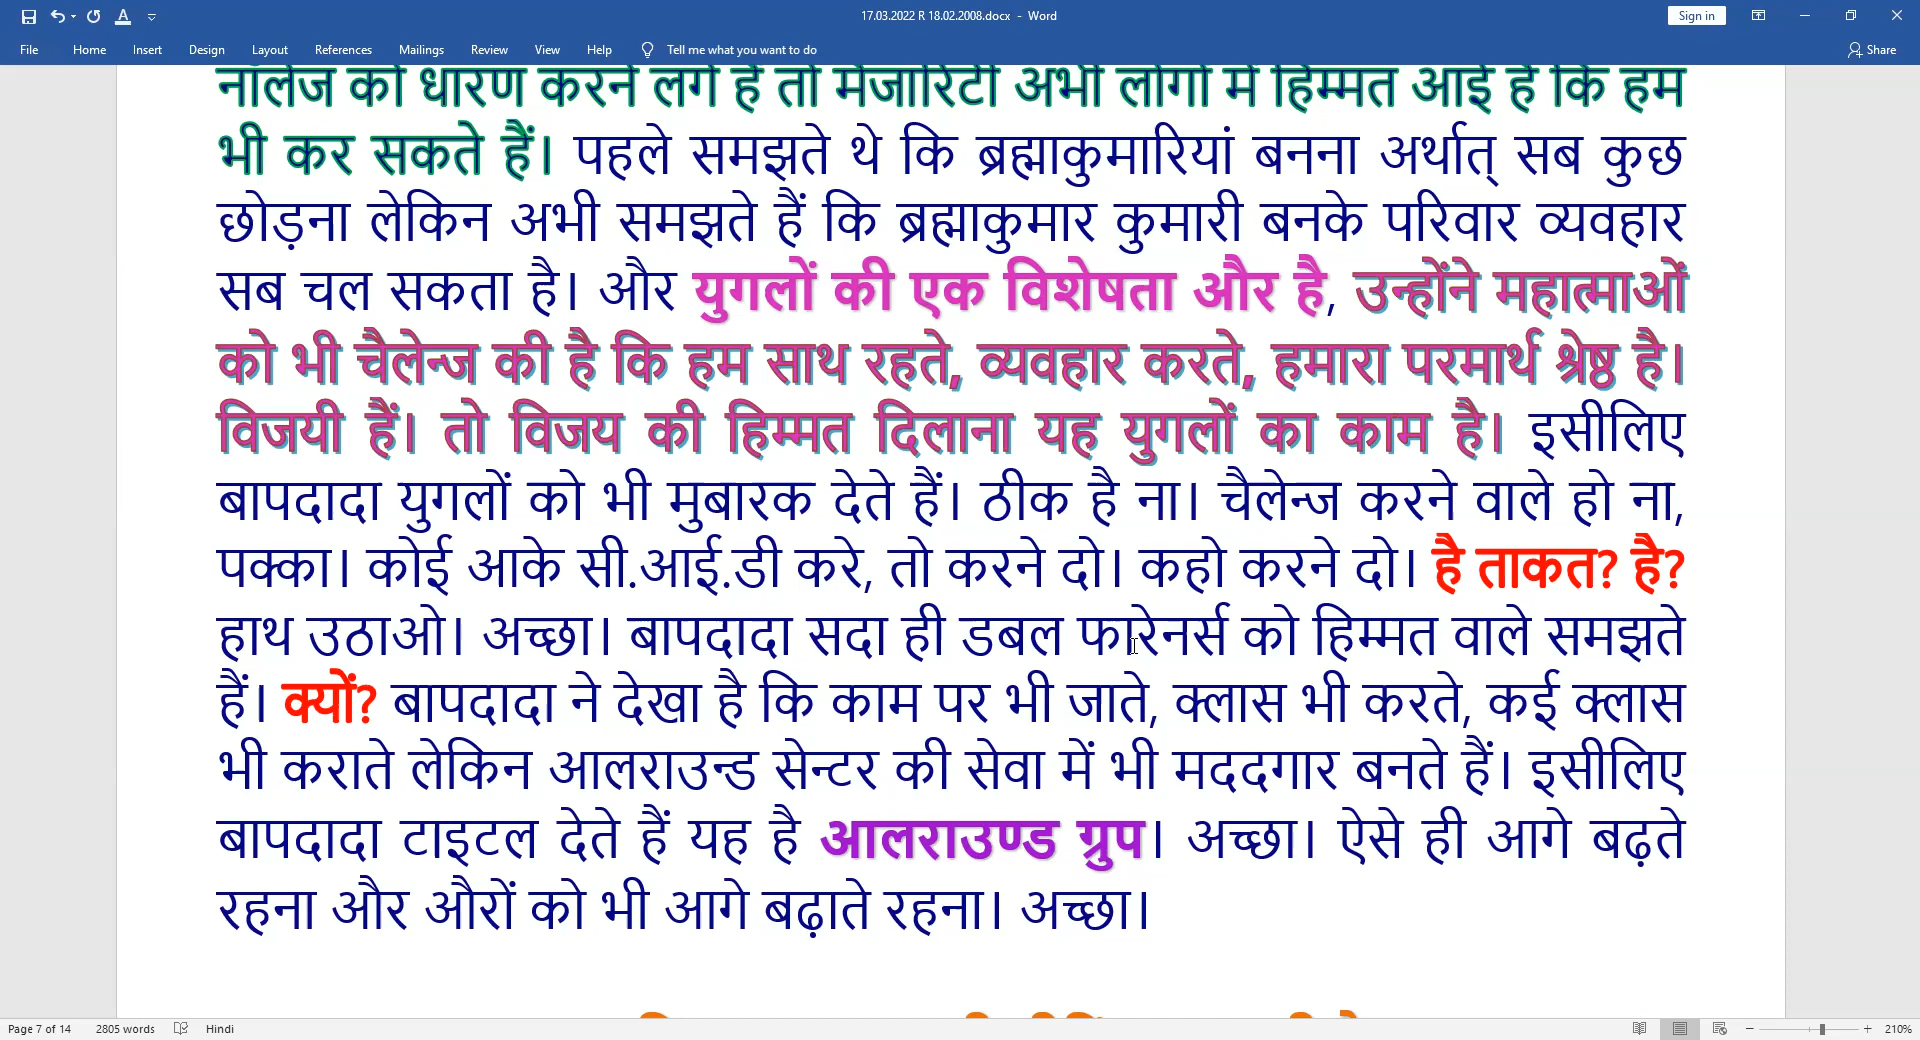 17.03.2022 R 18.02.2008.docx - Word
Sign in
File Home Insert Design Layout References Mailings Review View Help Tell me what you want to do Share
नॉलेज को धारण करने लगे हैं तो मैजारिटी अभी लोगों में हिम्मत आई है कि हम
भी कर सकते हैं। पहले समझते थे कि ब्रह्माकुमारियां बनना अर्थात् सब कुछ
छोड़ना लेकिन अभी समझते हैं कि ब्रह्माकुमार कुमारी बनके परिवार व्यवहार
सब चल सकता है। और युगलों की एक विशेषता और है, उन्होंने महात्माओं
को भी चैलेन्ज की है कि हम साथ रहते, व्यवहार करते, हमारा परमार्थ श्रेष्ठ है।
विजयी हैं। तो विजय की हिम्मत दिलाना यह युगलों का काम है। इसीलिए
बापदादा युगलों को भी मुबारक देते हैं। ठीक है ना। चैलेन्ज करने वाले हो ना,
पक्का। कोई आके सी.आई.डी करे, तो करने दो। कहो करने दो। है ताकत? है?
हाथ उठाओ। अच्छा। बापदादा सदा ही डबल फारेनर्स को हिम्मत वाले समझते
हैं। क्यों? बापदादा ने देखा है कि काम पर भी जाते, क्लास भी करते, कई क्लास
भी कराते लेकिन आलराउन्ड सेन्टर की सेवा में भी मददगार बनते हैं। इसीलिए
बापदादा टाइटल देते हैं यह है आलराउण्ड ग्रुप। अच्छा। ऐसे ही आगे बढ़ते
रहना और औरों को भी आगे बढ़ाते रहना। अच्छा।
Page 7 of 14 2805 words Hindi 210%